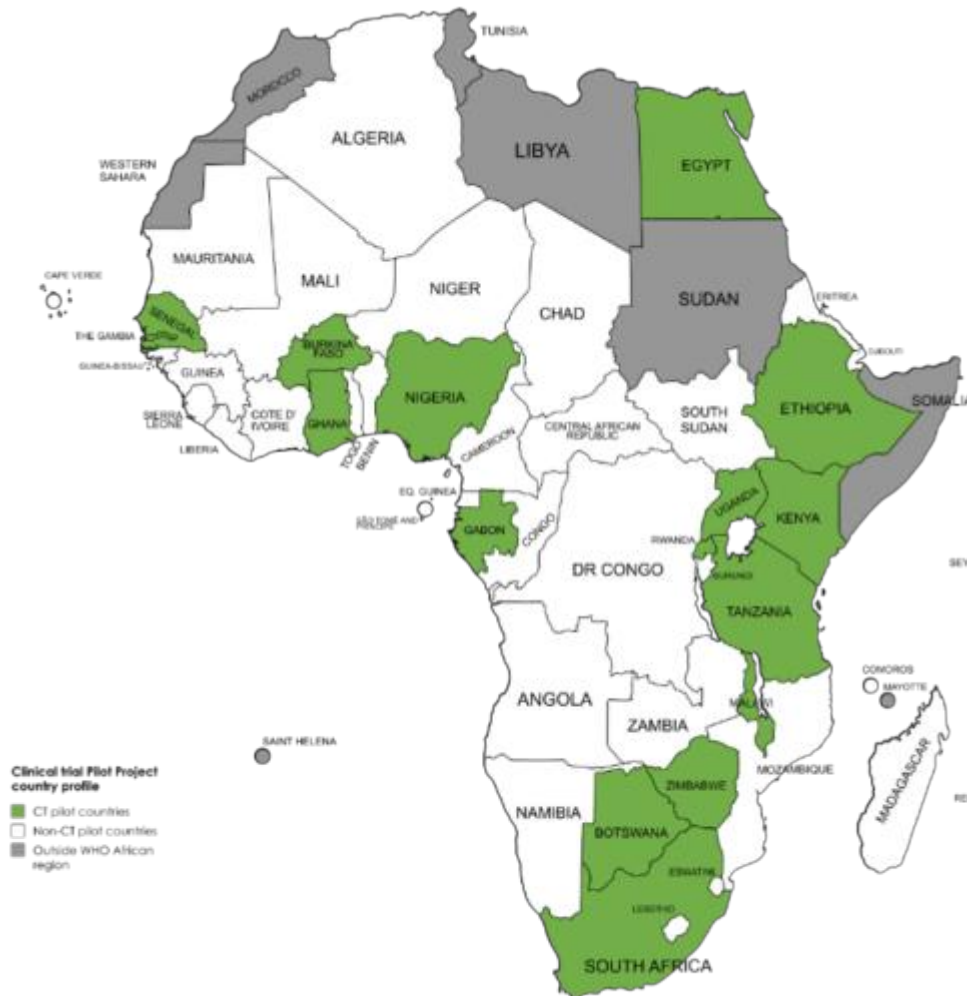 TUNISIA
MOROCCO
ALGERIA
LIBYA
EGYPT
WESTERN
SAHARA
MAURITANIA
MALI
NIGER
CHAD
SUDAN
ERITREA
DJIBOUTI
CAPE VERDE
SENEGAL
THE GAMBIA
GUINEA-BISSAU
GUINEA
SIERRA
LEONE
LIBERIA
COTE D'
IVOIRE
BURKINA
FASO
GHANA
TOGO
BENIN
NIGERIA
CAMEROON
CENTRAL AFRICAN
REPUBLIC
SOUTH
SUDAN
ETHIOPIA
SOMALIA
EQ. GUINEA
SÃO TOMÉ AND
PRINCIPE
GABON
CONGO
DR CONGO
UGANDA
KENYA
RWANDA
BURUNDI
TANZANIA
SEY
COMOROS
MAYOTTE
ANGOLA
ZAMBIA
MALAWI
MOZAMBIQUE
MADAGASCAR
SAINT HELENA
NAMIBIA
ZIMBABWE
BOTSWANA
RE
ESWATINI
LESOTHO
SOUTH AFRICA
Clinical trial Pilot Project
country profile
CT pilot countries
Non-CT pilot countries
Outside WHO African
region